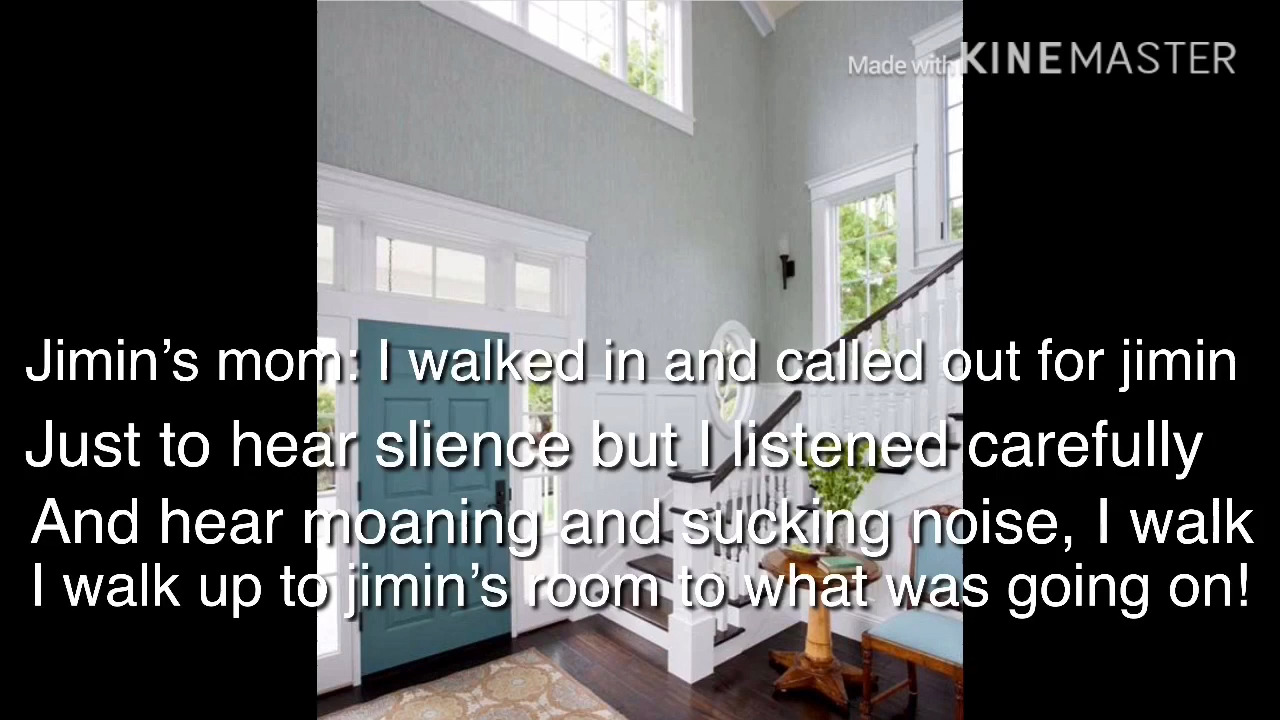 Made with KINEMASTER
Jimin’s mom: I walked in and called out for jimin
Just to hear slience but I listened carefully
And hear moaning and sucking noise, I walk
I walk up to jimin’s room to what was going on!